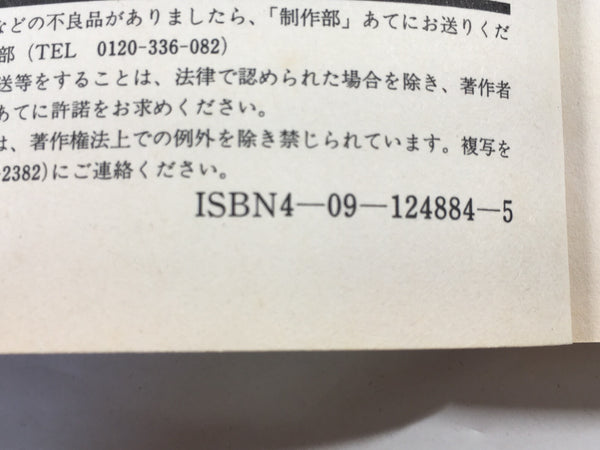 などの不良品がありましたら、「制作部」あてにお送りくだ
部(TEL 0120-336-082)
送等をすることは、法律で認められた場合を除き、著作者
あてに許諾をお求めください。
は、著作権法上での例外を除き禁じられています。複写を
-2382)にご連絡ください。
ISBN4—09—124884—5